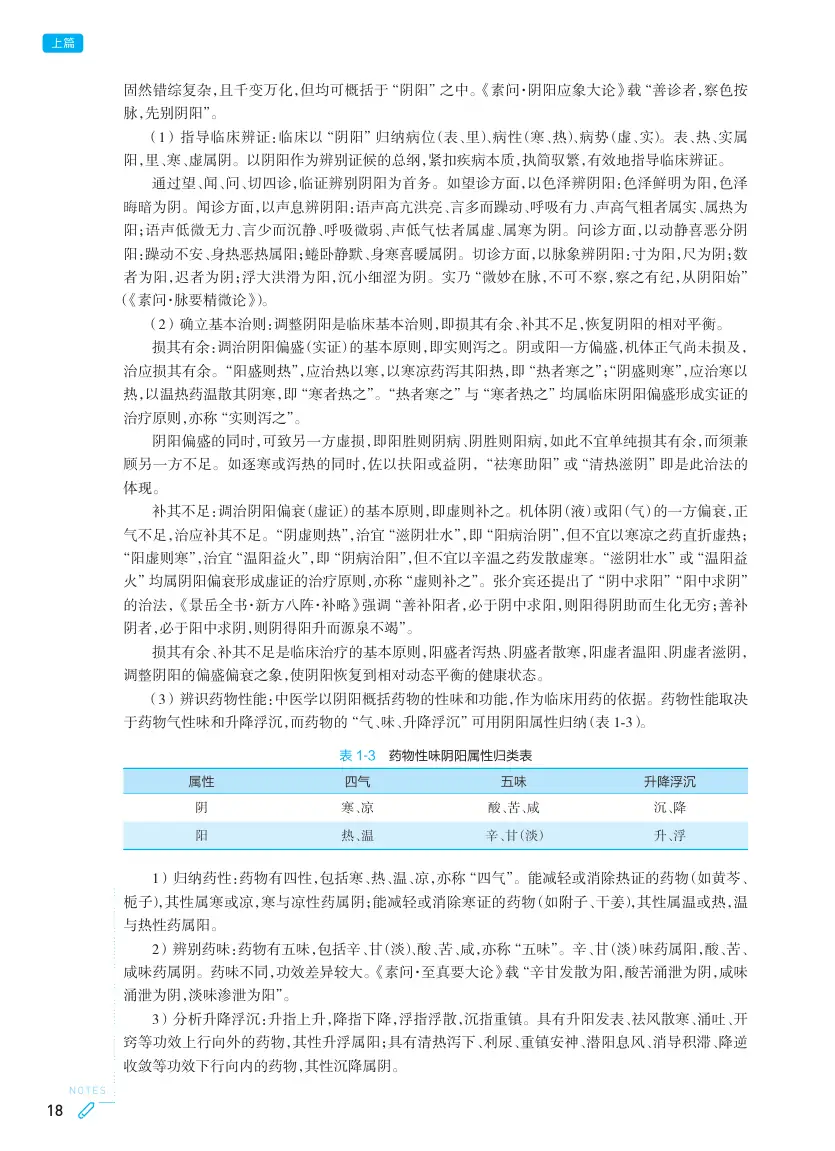 上篇
固然错综复杂,且千变万化,但均可概括于“阴阳”之中。《素问·阴阳应象大论》载“善诊者,察色按
脉,先别阴阳”。
（1）指导临床辨证:临床以“阴阳”归纳病位(表、里)、病性(寒、热)、病势(虚、实)。表、热、实属
阳,里、寒、虚属阴。以阴阳作为辨别证候的总纲,紧扣疾病本质,执简驭繁,有效地指导临床辨证。
通过望、闻、问、切四诊,临证辨别阴阳为首务。如望诊方面,以色泽辨阴阳:色泽鲜明为阳,色泽
晦暗为阴。闻诊方面,以声息辨阴阳:语声高亢洪亮、言多而躁动、呼吸有力、声高气粗者属实、属热为
阳;语声低微无力、言少而沉静、呼吸微弱、声低气怯者属虚、属寒为阴。问诊方面,以动静喜恶分阴
阳:躁动不安、身热恶热属阳;蜷卧静默、身寒喜暖属阴。切诊方面,以脉象辨阴阳:寸为阳,尺为阴;数
者为阳,迟者为阴;浮大洪滑为阳,沉小细涩为阴。实乃“微妙在脉,不可不察,察之有纪,从阴阳始”
(《素问·脉要精微论》)。
（2）确立基本治则:调整阴阳是临床基本治则,即损其有余、补其不足,恢复阴阳的相对平衡。
损其有余:调治阴阳偏盛(实证)的基本原则,即实则泻之。阴或阳一方偏盛,机体正气尚未损及,
治应损其有余。“阳盛则热”,应治热以寒,以寒凉药泻其阳热,即“热者寒之”;“阴盛则寒”,应治寒以
热,以温热药温散其阴寒,即“寒者热之”。“热者寒之”与“寒者热之”均属临床阴阳偏盛形成实证的
治疗原则,亦称“实则泻之”。
阴阳偏盛的同时,可致另一方虚损,即阳胜则阴病、阴胜则阳病,如此不宜单纯损其有余,而须兼
顾另一方不足。如逐寒或泻热的同时,佐以扶阳或益阴，“祛寒助阳”或“清热滋阴”即是此治法的
体现。
补其不足:调治阴阳偏衰(虚证)的基本原则,即虚则补之。机体阴(液)或阳(气)的一方偏衰,正
气不足,治应补其不足。“阴虚则热”,治宜“滋阴壮水”,即“阳病治阴”,但不宜以寒凉之药直折虚热;
“阳虚则寒”,治宜“温阳益火”,即“阴病治阳”,但不宜以辛温之药发散虚寒。“滋阴壮水”或“温阳益
火”均属阴阳偏衰形成虚证的治疗原则,亦称“虚则补之”。张介宾还提出了“阴中求阳”“阳中求阴”
的治法，《景岳全书·新方八阵·补略》强调“善补阳者,必于阴中求阳,则阳得阴助而生化无穷;善补
阴者,必于阳中求阴,则阴得阳升而源泉不竭”。
损其有余、补其不足是临床治疗的基本原则,阳盛者泻热、阴盛者散寒,阳虚者温阳、阴虚者滋阴,
调整阴阳的偏盛偏衰之象,使阴阳恢复到相对动态平衡的健康状态。
（3）辨识药物性能:中医学以阴阳概括药物的性味和功能,作为临床用药的依据。药物性能取决
于药物气性味和升降浮沉,而药物的“气、味、升降浮沉”可用阴阳属性归纳(表 1-3)。
表 1-3 药物性味阴阳属性归类表
属性 四气 五味 升降浮沉
阴 寒、凉 酸、苦、咸 沉、降
阳 热、温 辛、甘(淡) 升、浮
1）归纳药性:药物有四性,包括寒、热、温、凉,亦称“四气”。能减轻或消除热证的药物(如黄芩、
栀子),其性属寒或凉,寒与凉性药属阴;能减轻或消除寒证的药物(如附子、干姜),其性属温或热,温
与热性药属阳。
2）辨别药味:药物有五味,包括辛、甘(淡)、酸、苦、咸,亦称“五味”。辛、甘(淡)味药属阳,酸、苦、
咸味药属阴。药味不同,功效差异较大。《素问·至真要大论》载“辛甘发散为阳,酸苦涌泄为阴,咸味
涌泄为阴,淡味渗泄为阳”。
3）分析升降浮沉:升指上升,降指下降,浮指浮散,沉指重镇。具有升阳发表、祛风散寒、涌吐、开
窍等功效上行向外的药物,其性升浮属阳;具有清热泻下、利尿、重镇安神、潜阳息风、消导积滞、降逆
收敛等功效下行向内的药物,其性沉降属阴。
NOTES
18